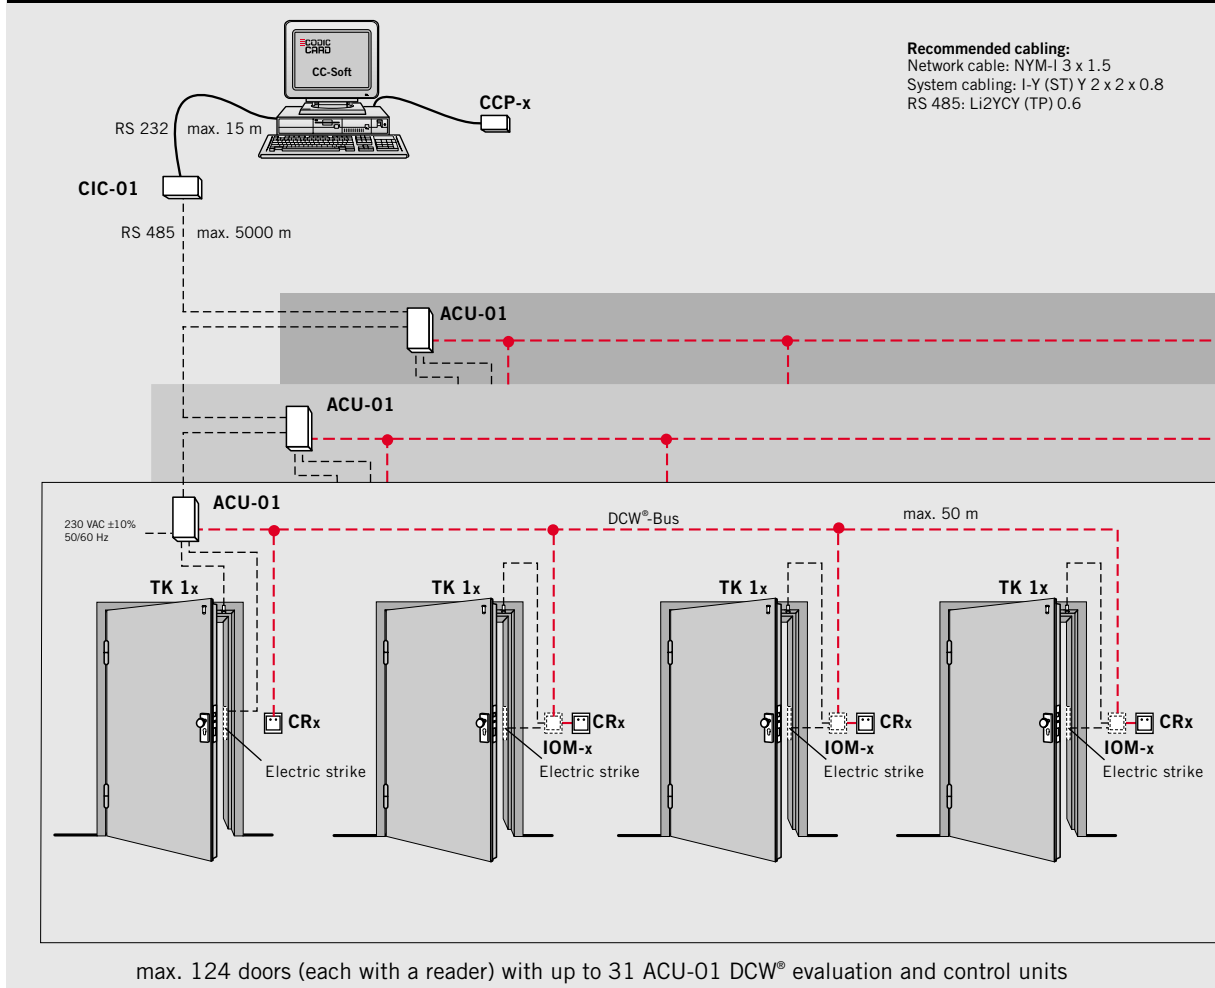 CODIC
CARD
CC-Soft
Recommended cabling:
Network cable: NYM-I 3 x 1.5
System cabling: I-Y (ST) Y 2 x 2 x 0.8
RS 485: Li2YCY (TP) 0.6
CCP-x
RS 232 max. 15 m
CIC-01
RS 485 max. 5000 m
ACU-01
ACU-01
ACU-01
230 VAC ±10%
50/60 Hz
DCW®-Bus
max. 50 m
TK 1x
TK 1x
TK 1x
TK 1x
CRx
CRx
CRx
CRx
IOM-x
IOM-x
IOM-x
Electric strike
Electric strike
Electric strike
Electric strike
max. 124 doors (each with a reader) with up to 31 ACU-01 DCW® evaluation and control units